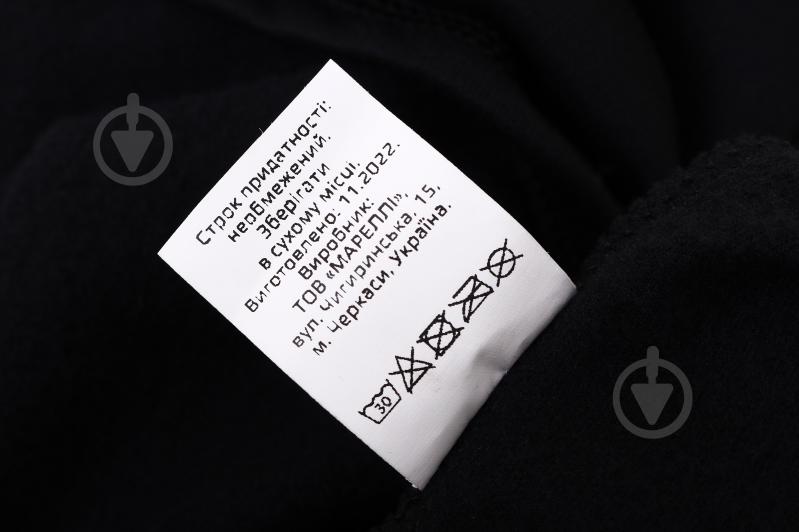 Строк придатності:
необмежений.
Зберігати
в сухому місці.
Виготовлено: 11.2022.
Виробник:
ТОВ «МАРЕЛЛІ»,
вул. Чигиринська, 15,
м. Черкаси, Україна.
30